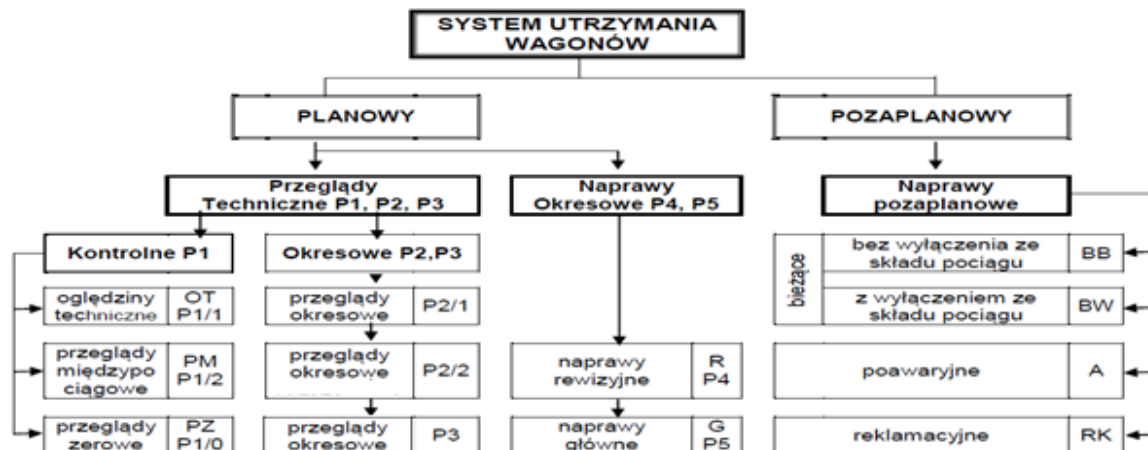 SYSTEM UTRZYMANIA
WAGONÓW
PLANOWY
POZAPLANOWY
Przeglądy
Techniczne P1, P2, P3
Naprawy
Okresowe P4, P5
Naprawy
pozaplanowe
Kontrolne P1
Okresowe P2,P3
oględziny
techniczne
OT
P1/1
przeglądy
międzypo
ciągowe
PM
P1/2
przeglądy
zerowe
PZ
P1/0
przeglądy
okresowe
P2/1
przeglądy
okresowe
P2/2
przeglądy
okresowe
P3
naprawy
rewizyjne
R
P4
naprawy
główne
G
P5
bieżące
bez wyłączenia ze
składu pociągu
BB
z wyłączeniem ze
składu pociągu
BW
poawaryjne
A
reklamacyjne
RK